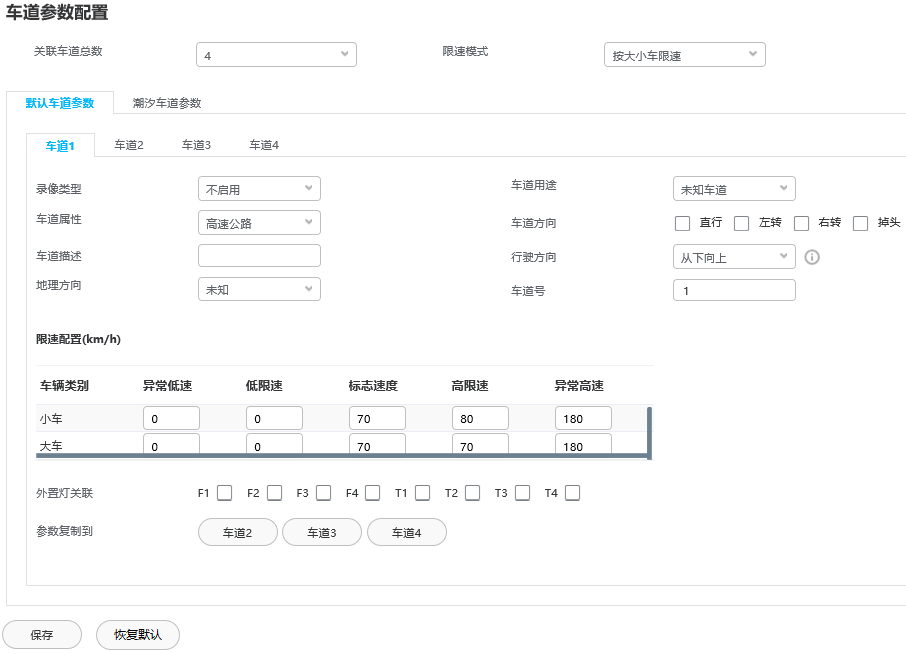 车道参数配置
关联车道总数 4 限速模式 按大小车限速
默认车道参数 潮汐车道参数
车道1 车道2 车道3 车道4
录像类型 不启用 车道用途 未知车道
车道属性 高速公路 车道方向 直行 左转 右转 掉头
车道描述 行驶方向 从下向上
地理方向 未知 车道号 1
限速配置(km/h)
车辆类别 异常低速 低限速 标志速度 高限速 异常高速
小车 0 0 70 80 180
大车 0 0 70 70 180
外置灯关联 F1 F2 F3 F4 T1 T2 T3 T4
参数复制到 车道2 车道3 车道4
保存 恢复默认